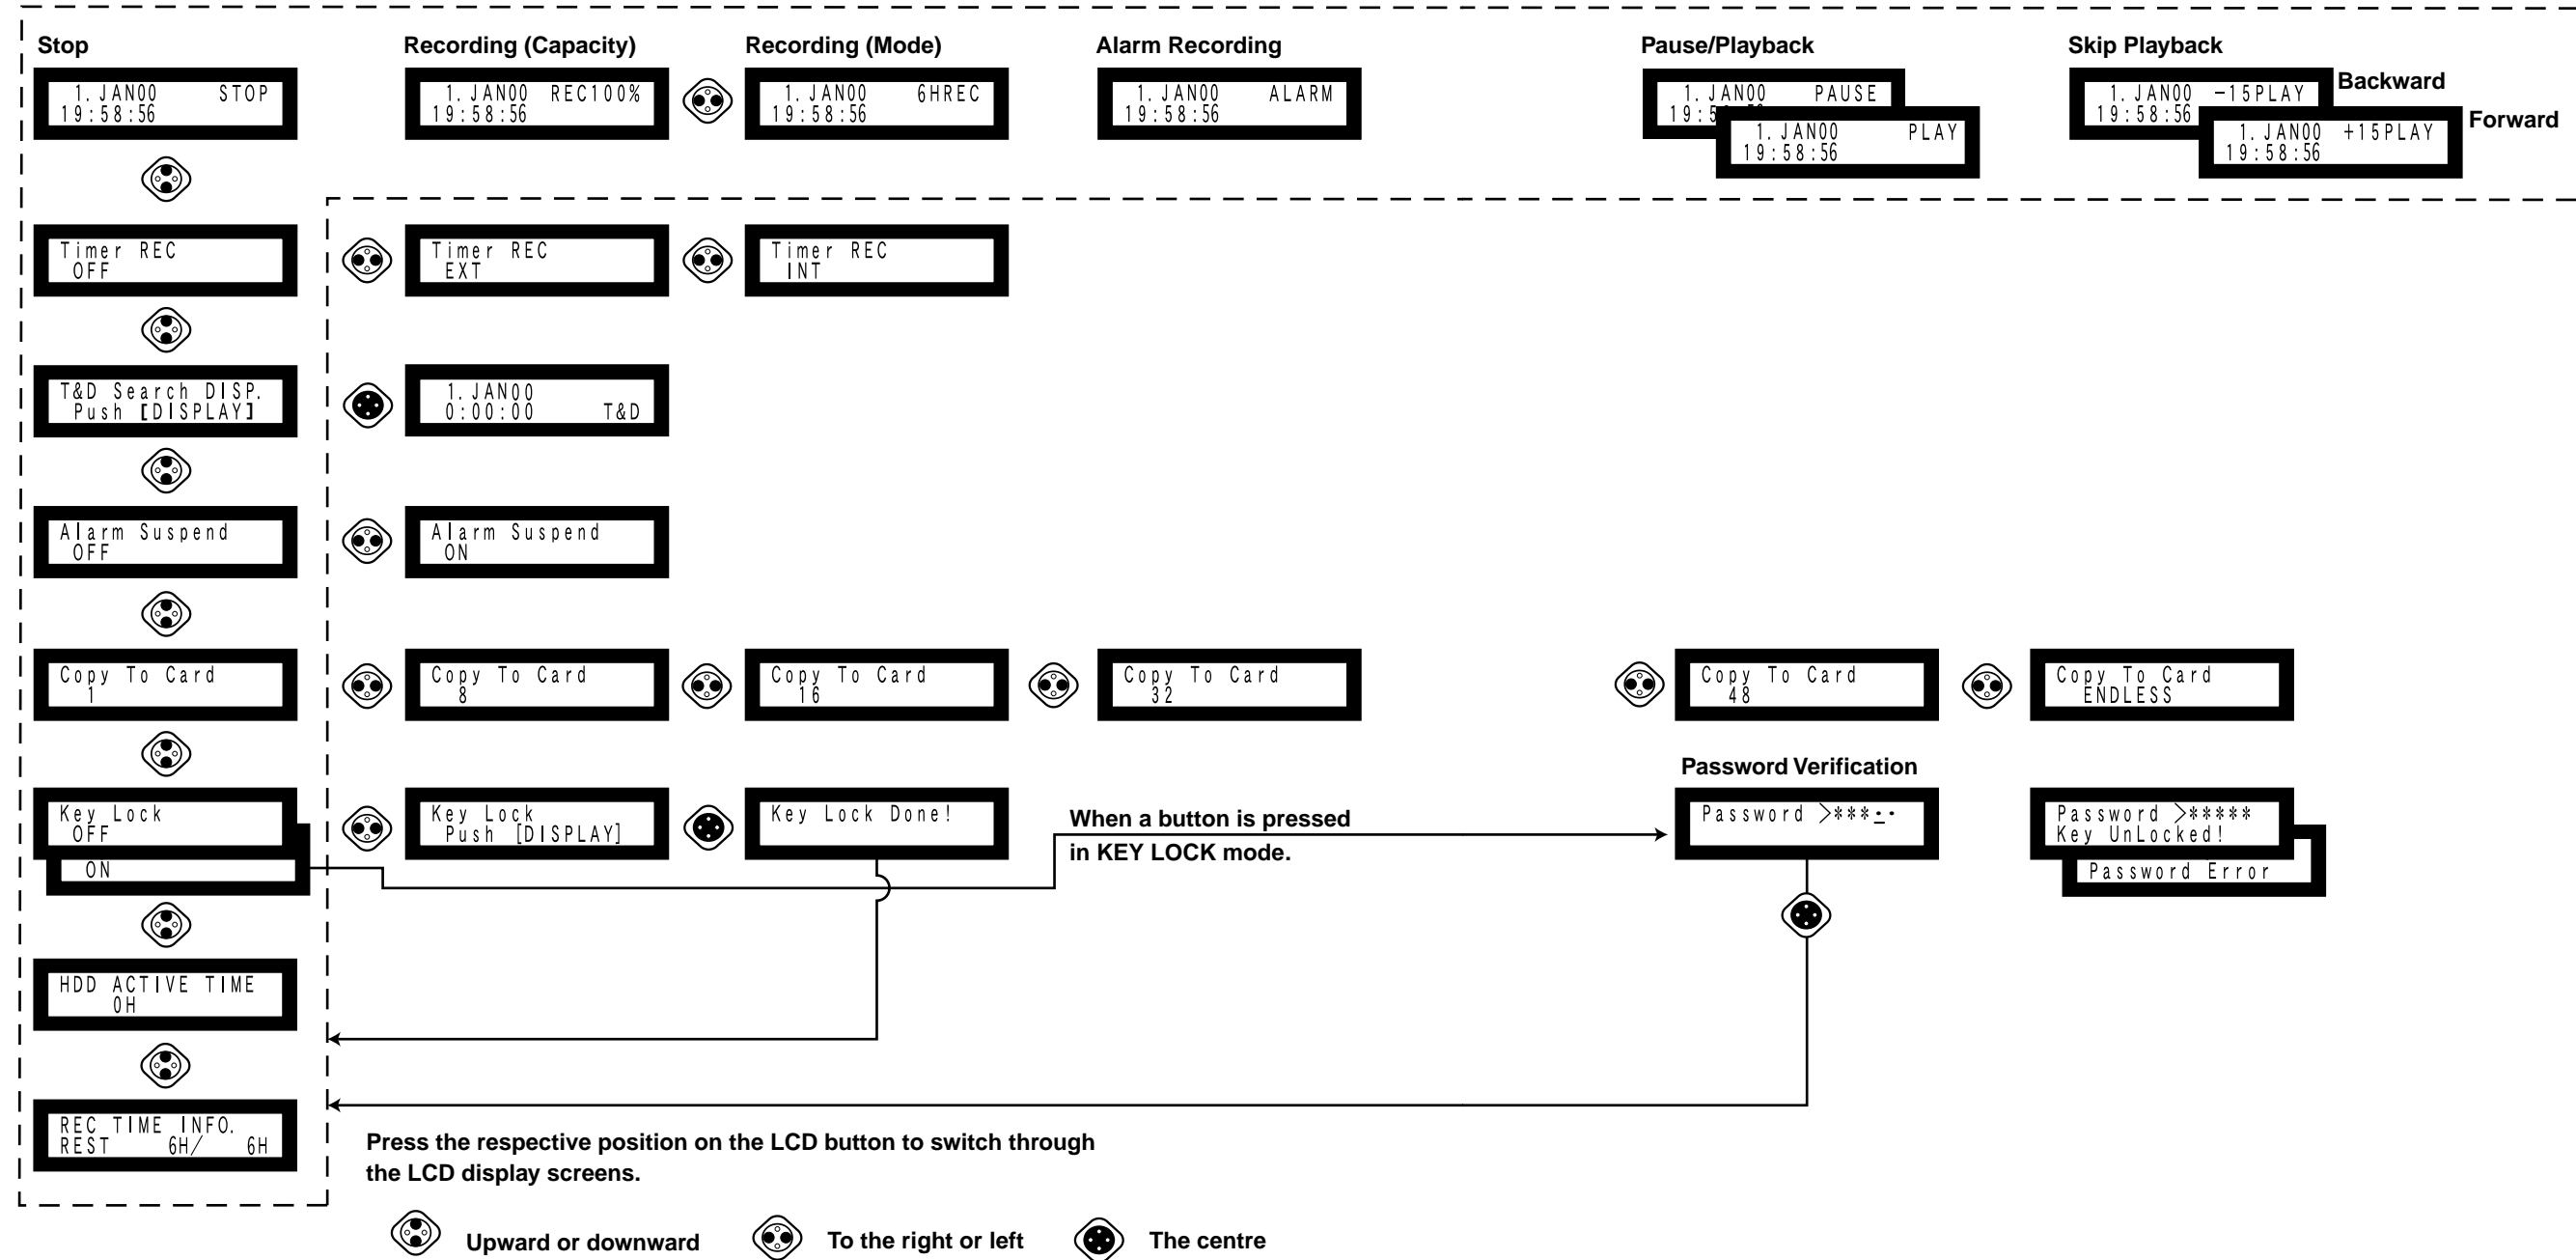 Stop
Recording (Capacity)
Recording (Mode)
Alarm Recording
Pause/Playback
Skip Playback
1. JAN00 STOP
19:58:56
1. JAN00 REC100%
19:58:56
1. JAN00 6HREC
19:58:56
1. JAN00 ALARM
19:58:56
1. JAN00 PAUSE
19:5
1. JAN00 PLAY
19:58:56
1. JAN00 −15PLAY
19:58:56
Backward
1. JAN00 +15PLAY
19:58:56
Forward
Timer REC
OFF
Timer REC
EXT
Timer REC
INT
T&D Search DISP.
Push [DISPLAY]
1. JAN00
0:00:00 T&D
Alarm Suspend
OFF
Alarm Suspend
ON
Copy To Card
1
Copy To Card
8
Copy To Card
16
Copy To Card
32
Copy To Card
48
Copy To Card
ENDLESS
Password Verification
Key Lock
OFF
ON
Key Lock
Push [DISPLAY]
Key Lock Done!
When a button is pressed
in KEY LOCK mode.
Password >***-·
Password >*****
Key UnLocked!
Password Error
HDD ACTIVE TIME
0H
REC TIME INFO.
REST 6H/ 6H
Press the respective position on the LCD button to switch through
the LCD display screens.
Upward or downward
To the right or left
The centre